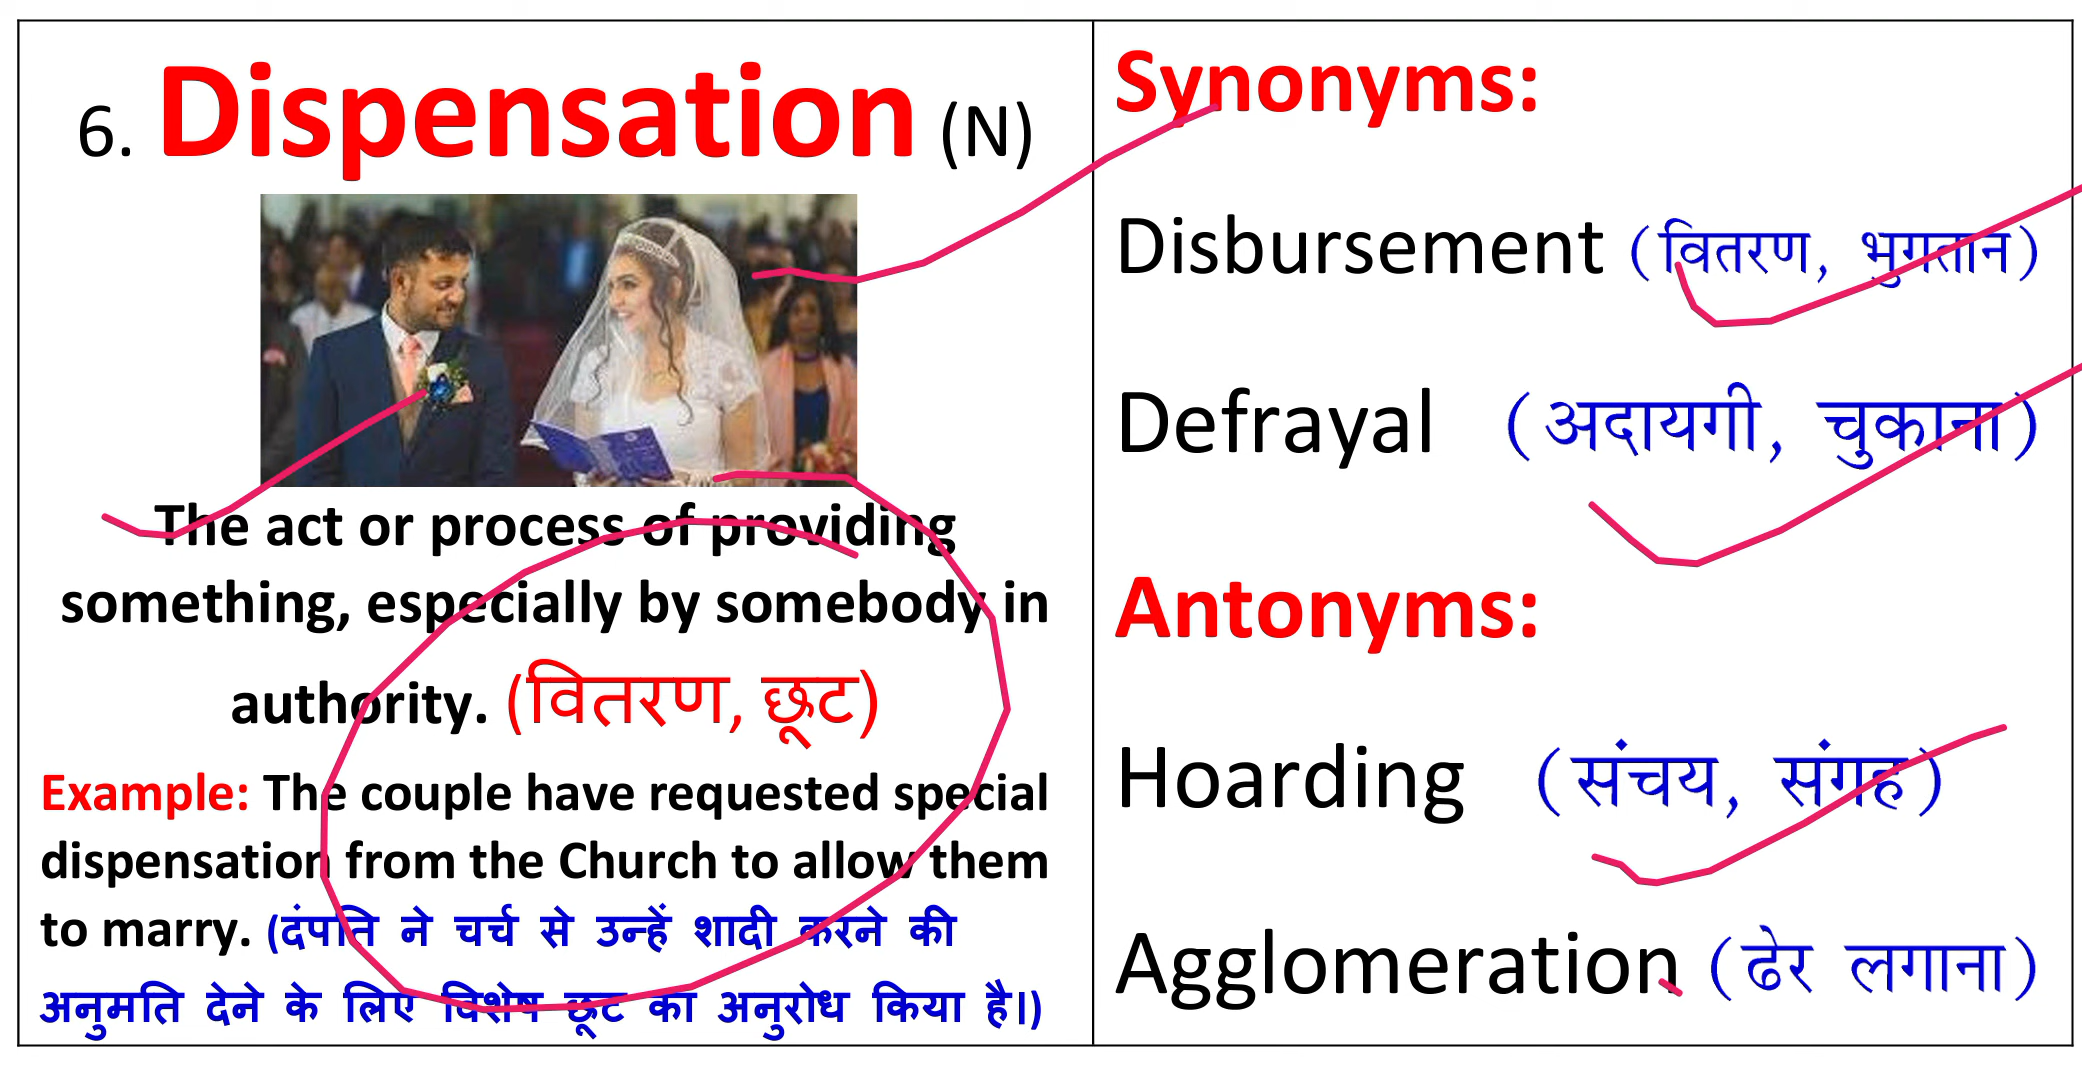 6. Dispensation (N)
The act or process of providing
something, especially by somebody in
authority. (वितरण, छूट)
Example: The couple have requested special
dispensation from the Church to allow them
to marry. (दंपति ने चर्च से उन्हें शादी करने की
अनुमति देने के लिए विशेष छूट का अनुरोध किया है।)
Synonyms:
Disbursement (वितरण, भुगतान)
Defrayal (अदायगी, चुकाना)
Antonyms:
Hoarding (संचय, संगह)
Agglomeration (ढेर लगाना)